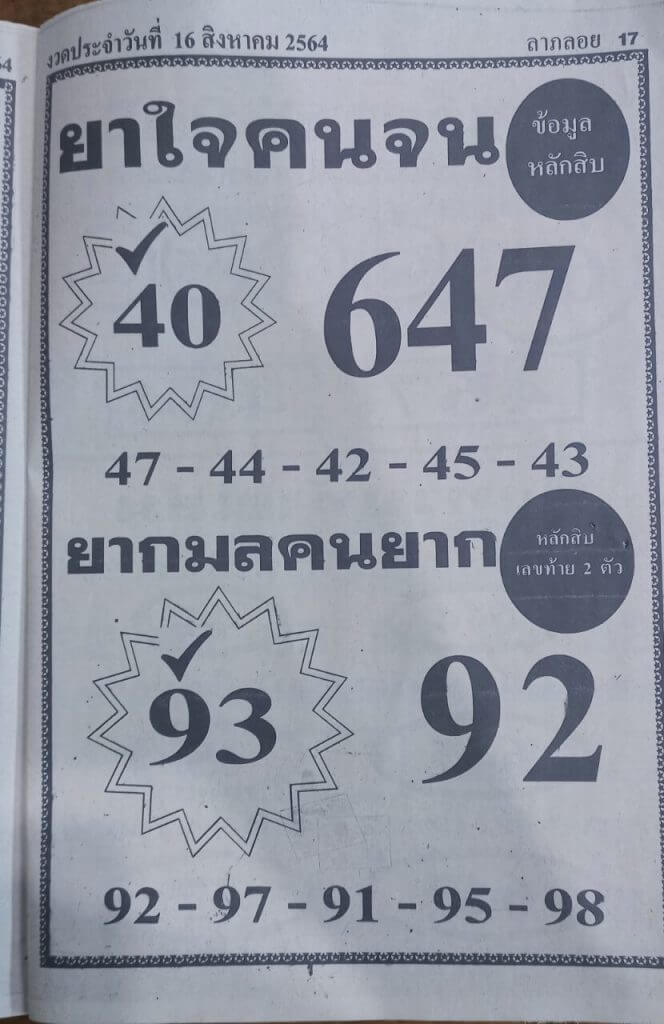 งวดประจำวันที่ 16 สิงหาคม 2564
ลาภลอย 17
ยาใจคนจน
ข้อมูล
หลักสิบ
40
647
47 - 44 - 42 - 45 - 43
ยากมลคนยาก
หลักสิบ
เลขท้าย 2 ตัว
93
92
92 - 97 - 91 - 95 - 98